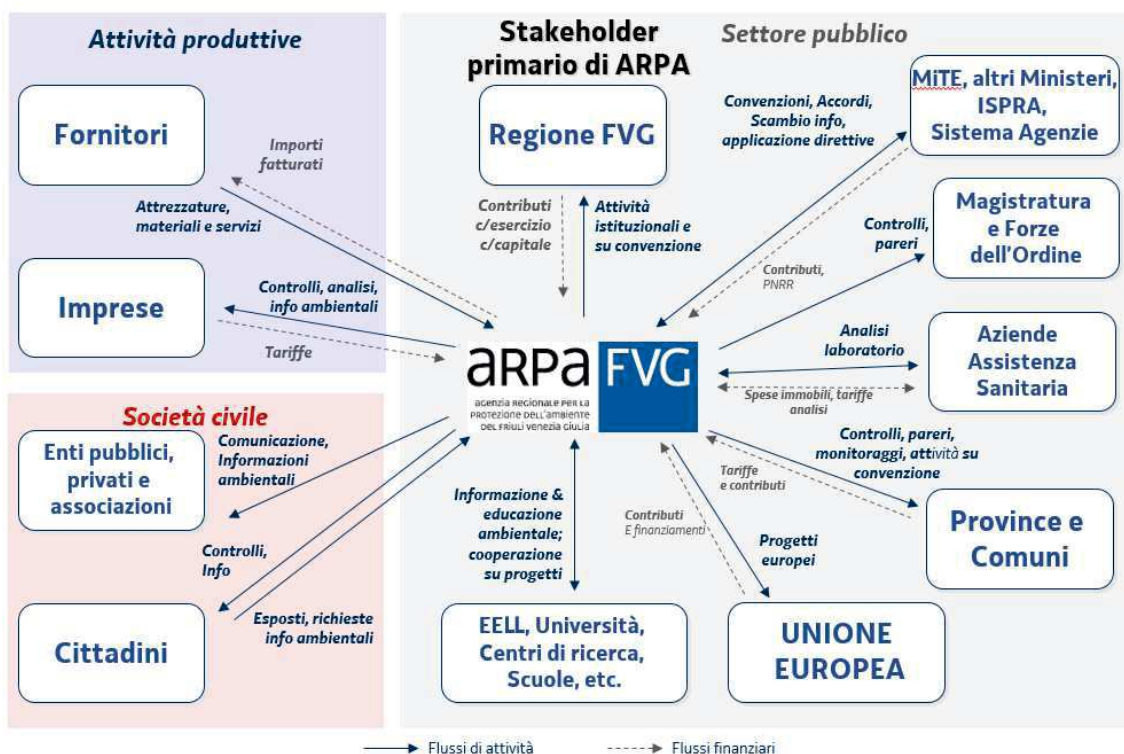 Attività produttive
Fornitori
Importi
fatturati
Attrezzature,
materiali e servizi
Imprese
Controlli, analisi,
info ambientali
Tariffe
Società civile
Enti pubblici,
privati e
associazioni
Comunicazione,
Informazioni
ambientali
Controlli,
Info
Cittadini
Esposti, richieste
info ambientali
Stakeholder
primario di ARPA
Settore pubblico
Regione FVG
Contributi
c/esercizio
c/capitale
Attività
istituzionali e
su convenzione
Convenzioni, Accordi,
Scambio info,
applicazione direttive
MiTE, altri Ministeri,
ISPRA,
Sistema Agenzie
Contributi,
PNRR
Controlli,
pareri
Magistratura
e Forze
dell'Ordine
aRPa FVG
AGENZIA REGIONALE PER LA
PROTEZIONE DELL'AMBIENTE
DEL FRIULI VENEZIA GIULIA
Analisi
laboratorio
Spese immobili, tariffe
analisi
Aziende
Assistenza
Sanitaria
Controlli, pareri,
monitoraggi, attività su
convenzione
Tariffe
e contributi
Province e
Comuni
Informazione &
educazione
ambientale;
cooperazione
su progetti
EELL, Università,
Centri di ricerca,
Scuole, etc.
Contributi
E finanziamenti
Progetti
europei
UNIONE
EUROPEA
Flussi di attività
Flussi finanziari